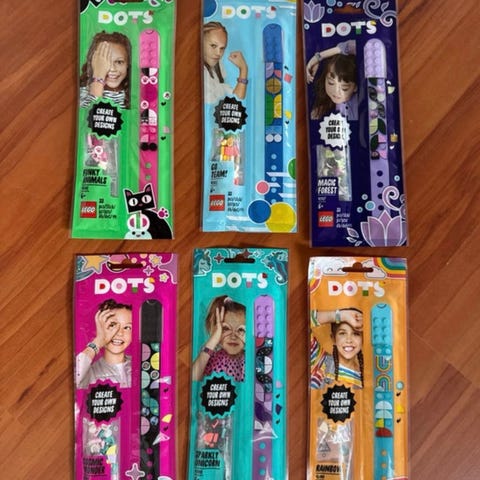 DOTS
CREATE
YOUR OWN
DESIGNS
FUNKY
ANIMALS
LEGO
DOTS
CREATE
YOUR OWN
DESIGNS
GO
TEAM!
LEGO
DOTS
CREATE
YOUR OWN
DESIGNS
MAGIC
FOREST
LEGO
DOTS
CREATE
YOUR OWN
DESIGNS
COSMIC
WONDER
DOTS
CREATE
YOUR OWN
DESIGNS
SPARKLY
UNICORN
DOTS
CREATE
YOUR OWN
DESIGNS
RAINBOW